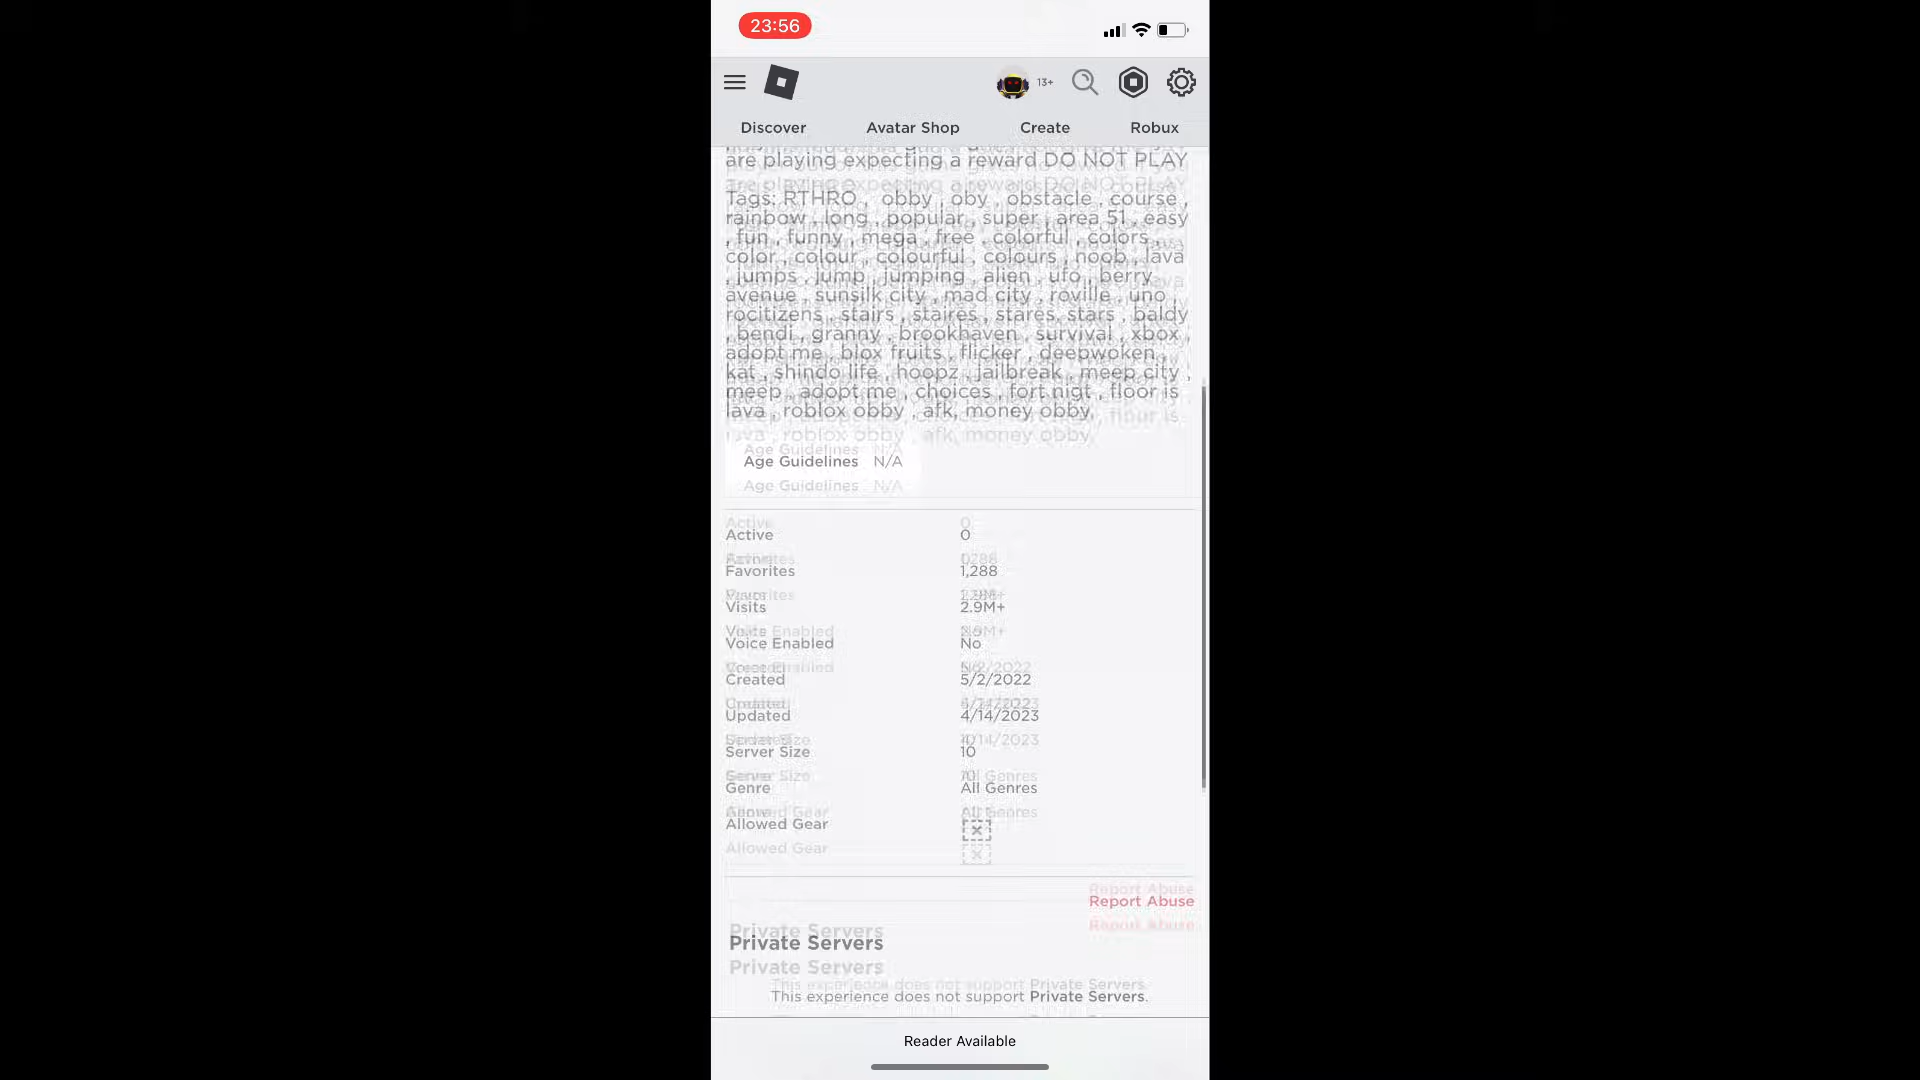 23:56
13+
Discover Avatar Shop Create Robux
are playing expecting a reward DO NOT PLAY
Tags: RTHRO , obby , oby , obstacle , course ,
rainbow , long , popular , super , area 51 , easy
, fun , funny , mega , free , colorful , colors ,
color , colour , colourful , colours , noob , lava
, jumps , jump , jumping , alien , ufo , berry
avenue , sunsilk city , mad city , roville , uno ,
rocitizens , stairs , staires , stares, stars , baldy
, bendi , granny , brookhaven , survival , xbox ,
adopt me , blox fruits , flicker , deepwoken ,
kat , shindo life , hoopz , jailbreak , meep city ,
meep , adopt me , choices , fort nigt , floor is
lava , roblox obby , afk, money obby,
Age Guidelines N/A
Active 0
Favorites 1,288
Visits 2.9M+
Voice Enabled No
Created 5/2/2022
Updated 4/14/2023
Server Size 10
Genre All Genres
Allowed Gear
Report Abuse
Private Servers
This experience does not support Private Servers.
Reader Available